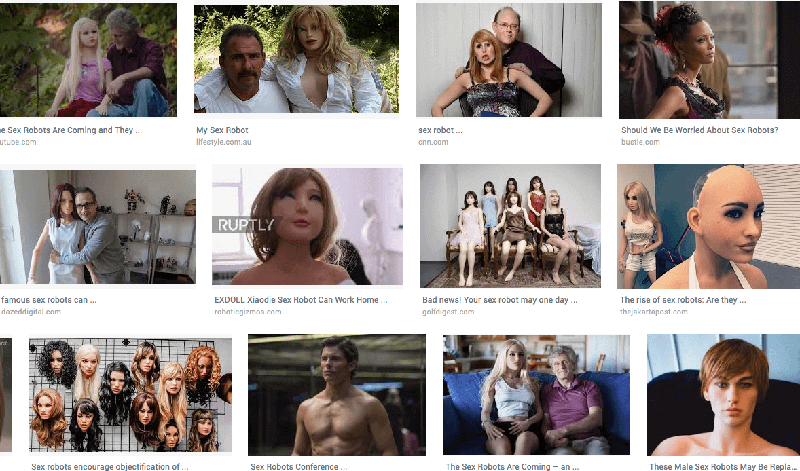 e Sex Robots Are Coming and They ...
utube.com
My Sex Robot
lifestyle.com.au
sex robot ...
cnn.com
Should We Be Worried About Sex Robots?
bustle.com
RUPTLY
famous sex robots can ...
dazeddigital.com
EXDOLL Xiaodie Sex Robot Can Work Home ...
roboticgizmos.com
Bad news! Your sex robot may one day ...
golfdigest.com
The rise of sex robots: Are they ...
thejakartapost.com
Sex robots encourage objectification of ...
Sex Robots Conference ...
The Sex Robots Are Coming – an ...
These Male Sex Robots May Be Repla...